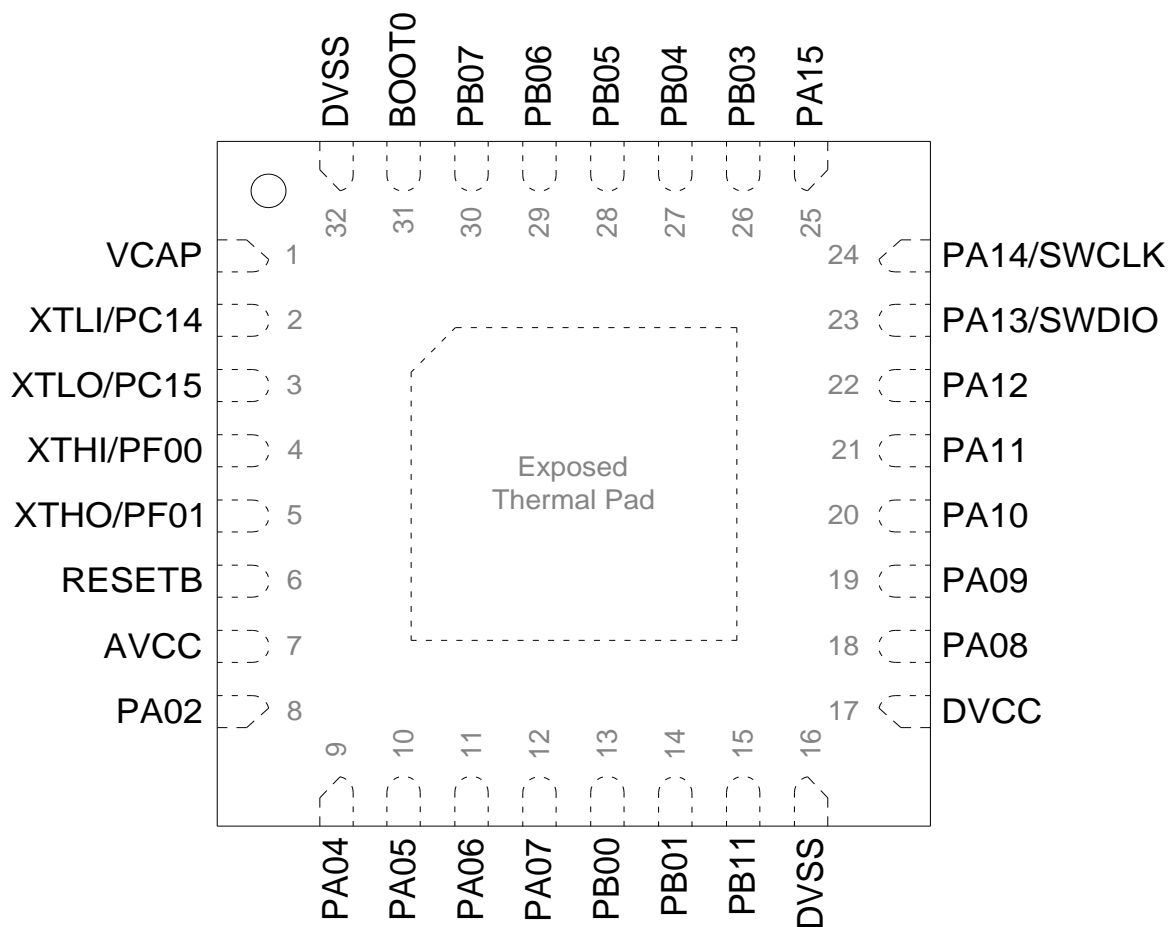 DVSS
BOOT0
PB07
PB06
PB05
PB04
PB03
PA15
32
31
30
29
28
27
26
25
VCAP 1
24 PA14/SWCLK
XTLI/PC14 2
23 PA13/SWDIO
XTLO/PC15 3
22 PA12
XTHI/PF00 4
21 PA11
Exposed
Thermal Pad
XTHO/PF01 5
20 PA10
RESETB 6
19 PA09
AVCC 7
18 PA08
PA02 8
17 DVCC
9
10
11
12
13
14
15
16
PA04
PA05
PA06
PA07
PB00
PB01
PB11
DVSS